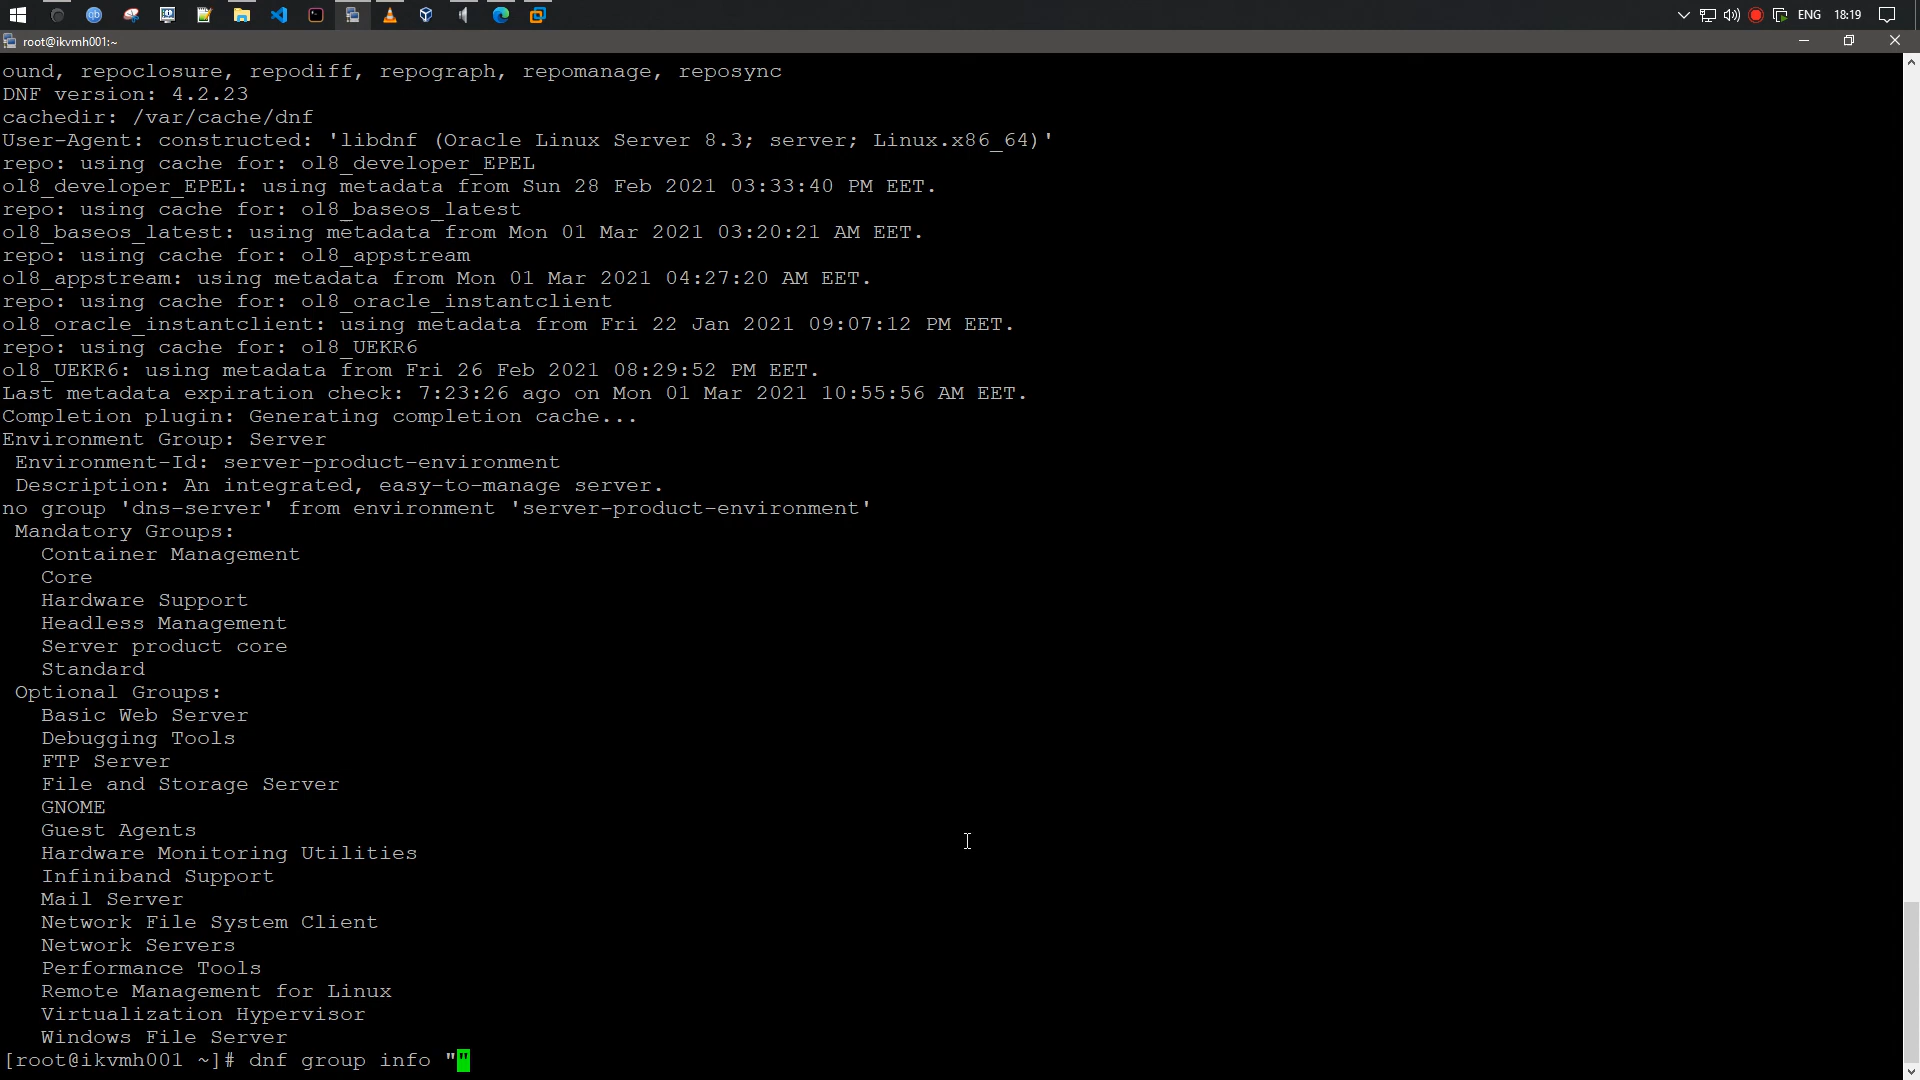 ENG 18:19
root@ikvmh001:~
ound, repoclosure, repodiff, repograph, repomanage, reposync
DNF version: 4.2.23
cachedir: /var/cache/dnf
User-Agent: constructed: 'libdnf (Oracle Linux Server 8.3; server; Linux.x86_64)'
repo: using cache for: ol8_developer_EPEL
ol8_developer_EPEL: using metadata from Sun 28 Feb 2021 03:33:40 PM EET.
repo: using cache for: ol8_baseos_latest
ol8_baseos_latest: using metadata from Mon 01 Mar 2021 03:20:21 AM EET.
repo: using cache for: ol8_appstream
ol8_appstream: using metadata from Mon 01 Mar 2021 04:27:20 AM EET.
repo: using cache for: ol8_oracle_instantclient
ol8_oracle_instantclient: using metadata from Fri 22 Jan 2021 09:07:12 PM EET.
repo: using cache for: ol8_UEKR6
ol8_UEKR6: using metadata from Fri 26 Feb 2021 08:29:52 PM EET.
Last metadata expiration check: 7:23:26 ago on Mon 01 Mar 2021 10:55:56 AM EET.
Completion plugin: Generating completion cache...
Environment Group: Server
Environment-Id: server-product-environment
Description: An integrated, easy-to-manage server.
no group 'dns-server' from environment 'server-product-environment'
Mandatory Groups:
Container Management
Core
Hardware Support
Headless Management
Server product core
Standard
Optional Groups:
Basic Web Server
Debugging Tools
FTP Server
File and Storage Server
GNOME
Guest Agents
Hardware Monitoring Utilities
Infiniband Support
Mail Server
Network File System Client
Network Servers
Performance Tools
Remote Management for Linux
Virtualization Hypervisor
Windows File Server
[root@ikvmh001 ~]# dnf group info ""